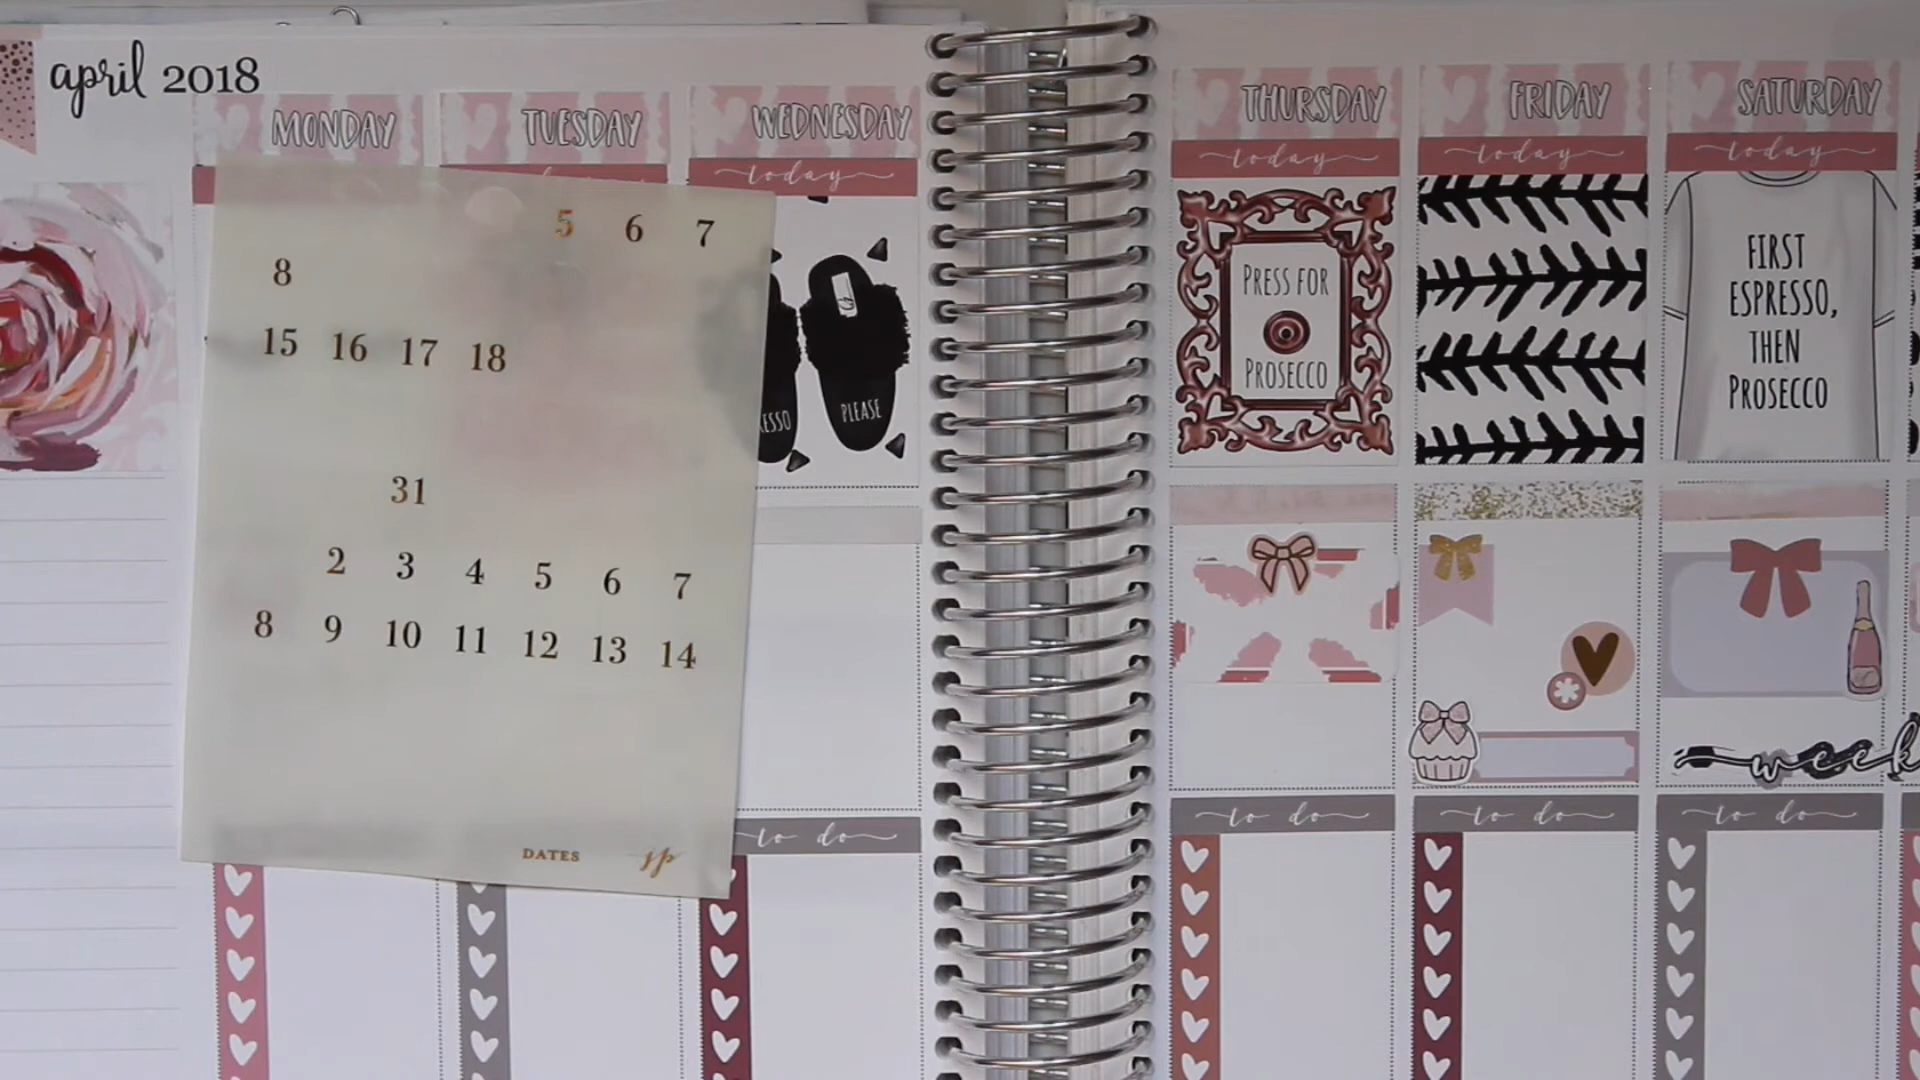 april 2018
MONDAY
TUESDAY
WEDNESDAY
THURSDAY
FRIDAY
SATURDAY
today
today
today
today
5 6 7
8
15 16 17 18
31
2 3 4 5 6 7
8 9 10 11 12 13 14
DATES sp
PLEASE
PRESS FOR
PROSECCO
FIRST
ESPRESSO,
THEN
PROSECCO
to do
to do
to do
to do